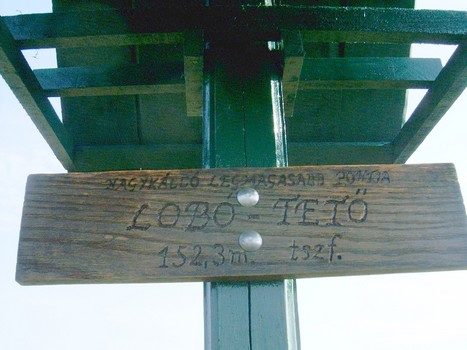 NAGYKÁLLÓ LEGMAGASABB PONTJA
LOBO-TETŐ
152,3m. tszf.